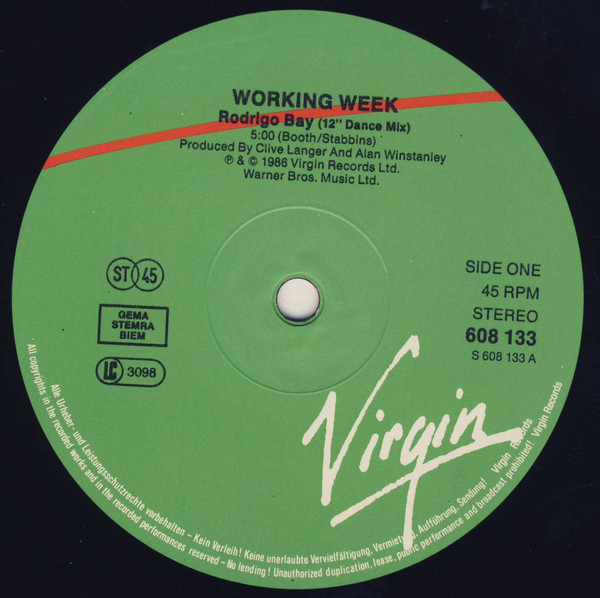 WORKING WEEK
Rodrigo Bay (12" Dance Mix)
5:00 (Booth/Stabbins)
Produced By Clive Langer And Alan Winstanley
℗ & © 1986 Virgin Records Ltd.
Warner Bros. Music Ltd.
ST 45
GEMA
STEMRA
BIEM
LC 3098
SIDE ONE
45 RPM
STEREO
608 133
S 608 133 A
Virgin
Alle Urheber- und Leistungsschutzrechte vorbehalten – Kein Verleih! Keine unerlaubte Vervielfältigung, Vermietung, Aufführung, Sendung! Virgin Records
All copyrights in the recorded works and in the recorded performances reserved – No lending! Unauthorized duplication, lease, public performance and broadcast prohibited! Virgin Records